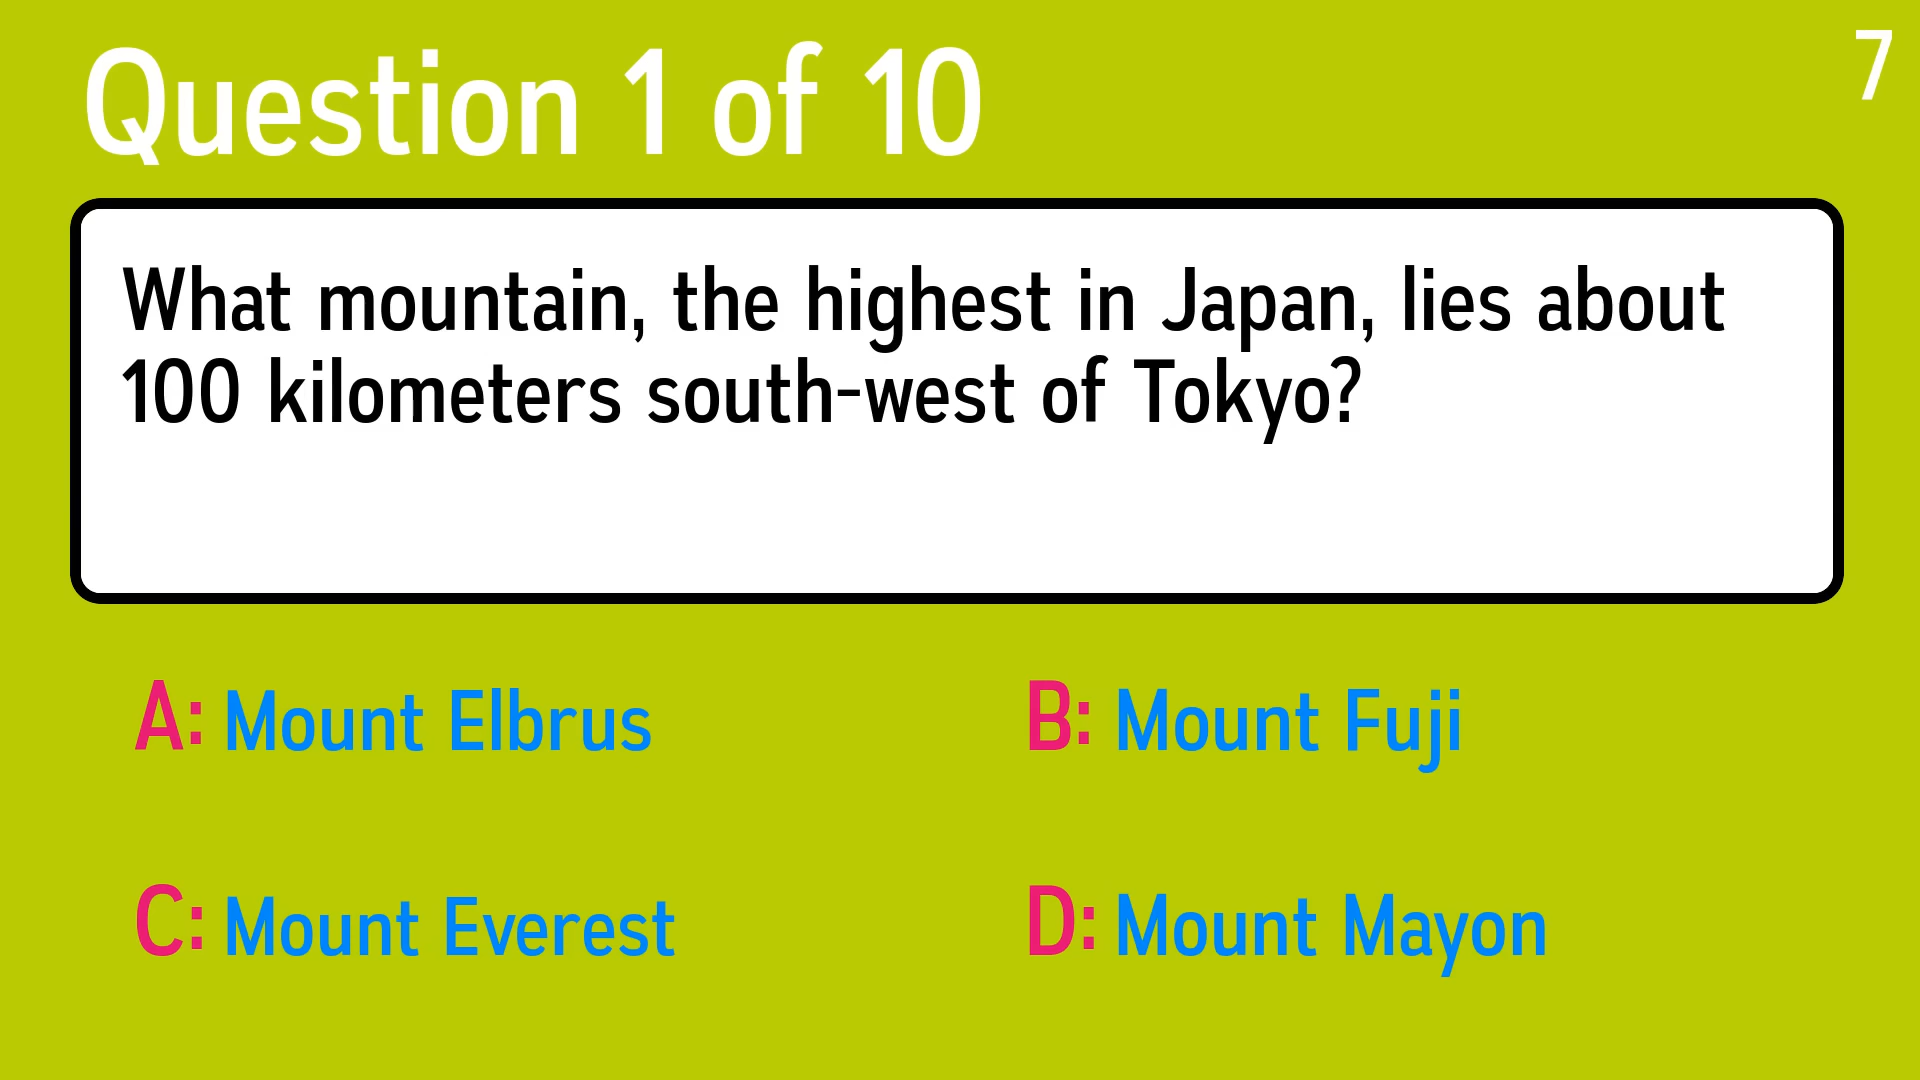 Question 1 of 10
7
What mountain, the highest in Japan, lies about
100 kilometers south-west of Tokyo?
A: Mount Elbrus
B: Mount Fuji
C: Mount Everest
D: Mount Mayon